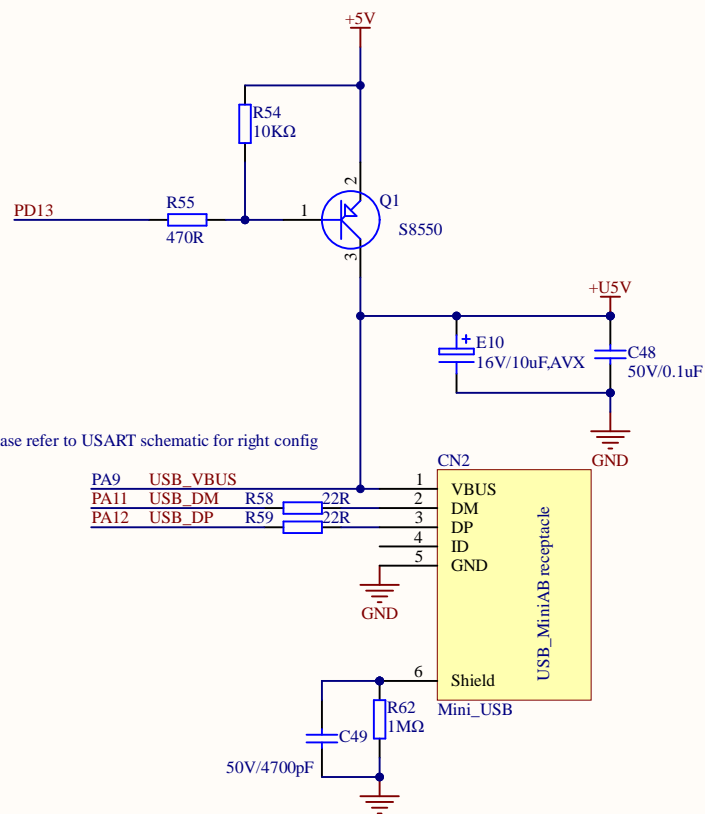 +5V
R54
10KΩ
2
Q1
R55
PD13
1
S8550
470R
3
+U5V
E10
+
16V/10uF,AVX
C48
50V/0.1uF
ase refer to USART schematic for right config
GND
CN2
PA9 USB_VBUS 1 VBUS
PA11 USB_DM R58 22R 2 DM
PA12 USB_DP R59 22R 3 DP
4 ID
5 GND
USB_MiniAB receptacle
GND
6 Shield
R62
Mini_USB
1MΩ
C49
50V/4700pF